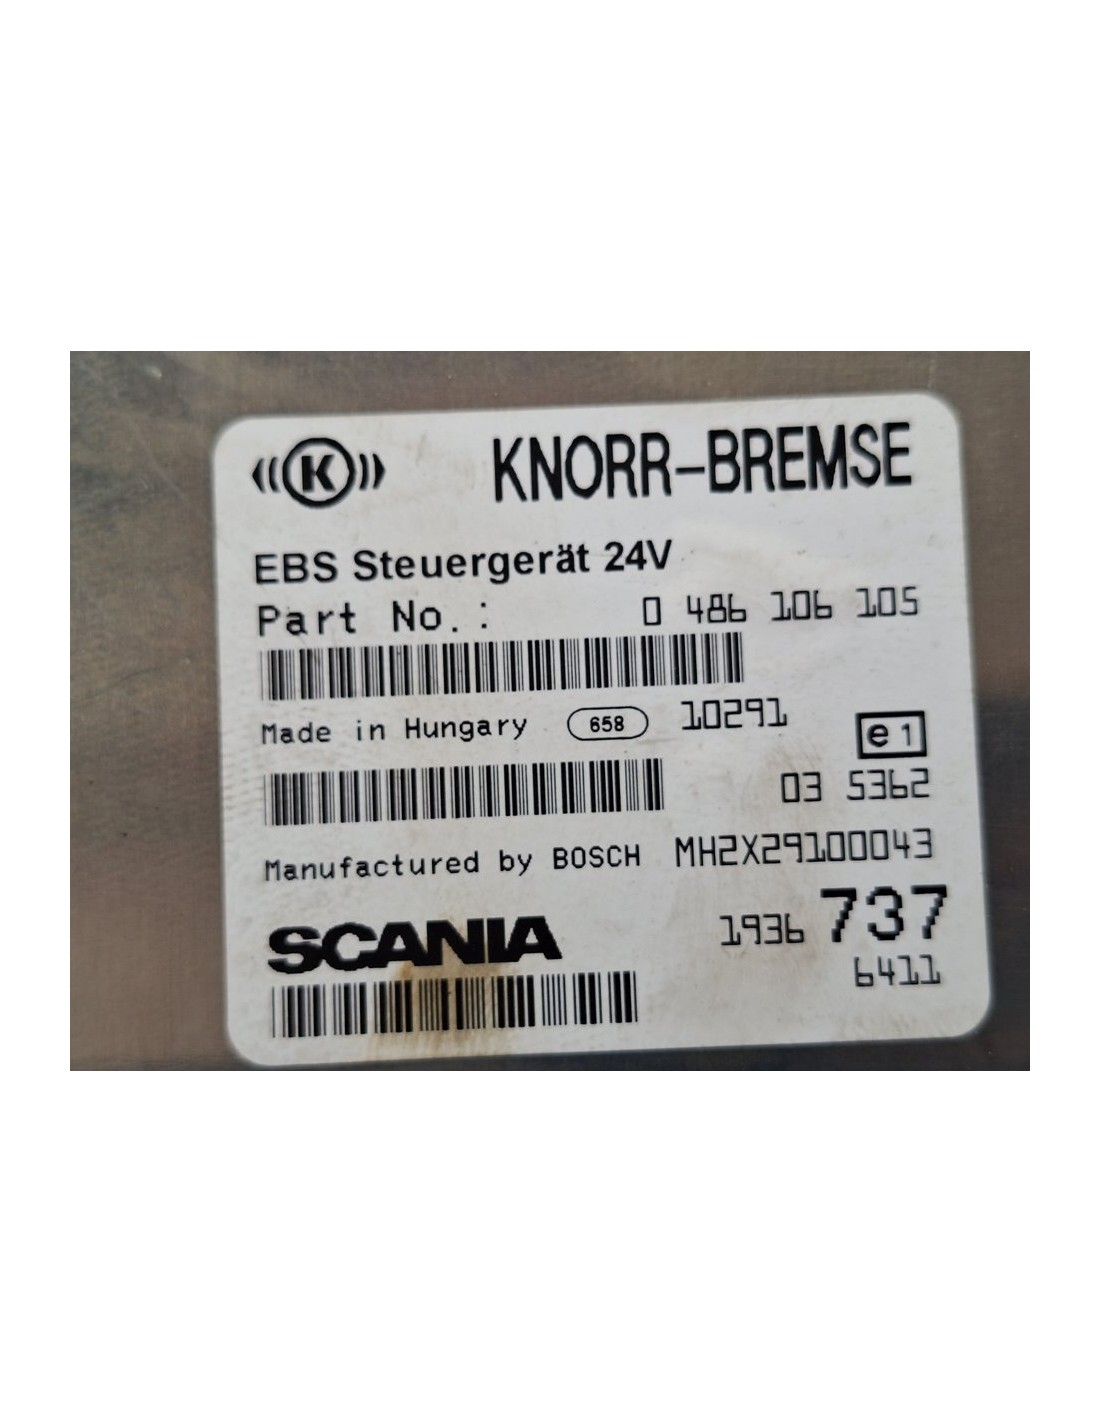 K KNORR-BREMSE
EBS Steuergerät 24V
Part No.: 0 486 106 105
Made in Hungary 658 10291
e1
03 5362
Manufactured by BOSCH MH2X29100043
SCANIA 1936 737
6411